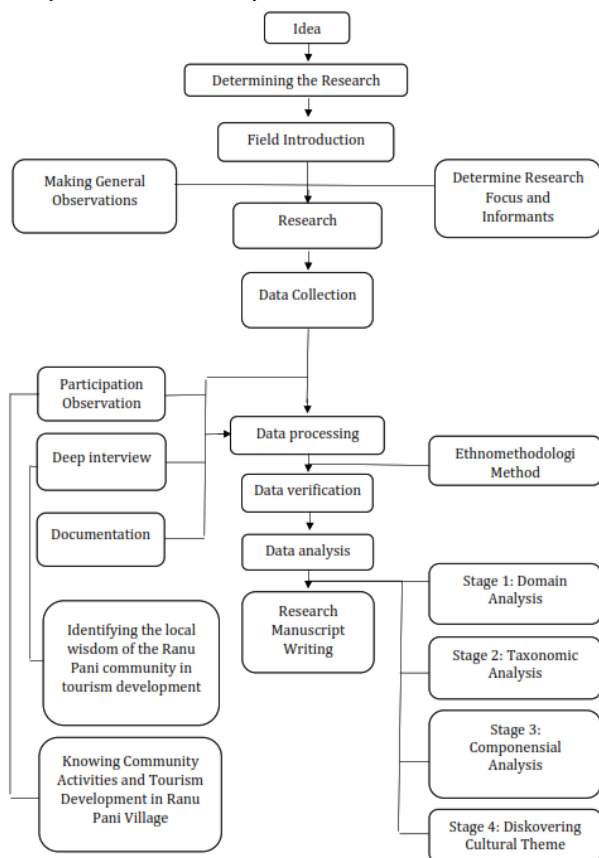 Idea
Determining the Research
Field Introduction
Making General
Observations
Determine Research
Focus and
Informants
Research
Data Collection
Participation
Observation
Deep interview
Documentation
Data processing
Ethnomethodologi
Method
Data verification
Data analysis
Research
Manuscript
Writing
Identifying the local
wisdom of the Ranu
Pani community in
tourism development
Knowing Community
Activities and Tourism
Development in Ranu
Pani Village
Stage 1: Domain
Analysis
Stage 2: Taxonomic
Analysis
Stage 3:
Componensial
Analysis
Stage 4: Diskovering
Cultural Theme